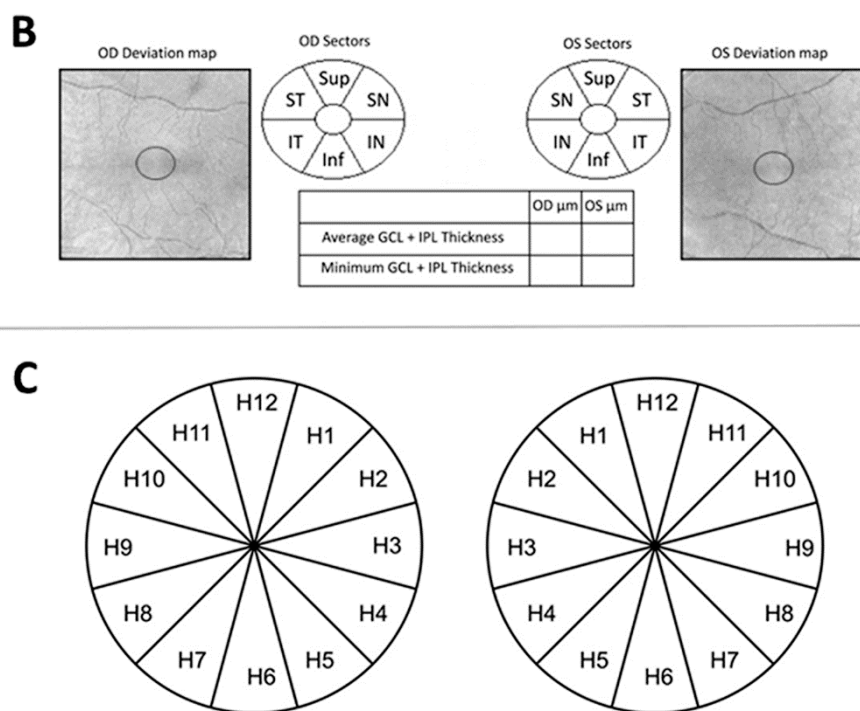 B
OD Deviation map
OD Sectors
OS Sectors
OS Deviation map
Sup
ST
SN
IT
IN
Inf
Sup
SN
ST
IN
IT
Inf
OD μm OS μm
Average GCL + IPL Thickness
Minimum GCL + IPL Thickness
C
H12
H11
H1
H10
H2
H9
H3
H8
H4
H7
H5
H6
H12
H1
H11
H2
H10
H3
H9
H4
H8
H5
H7
H6